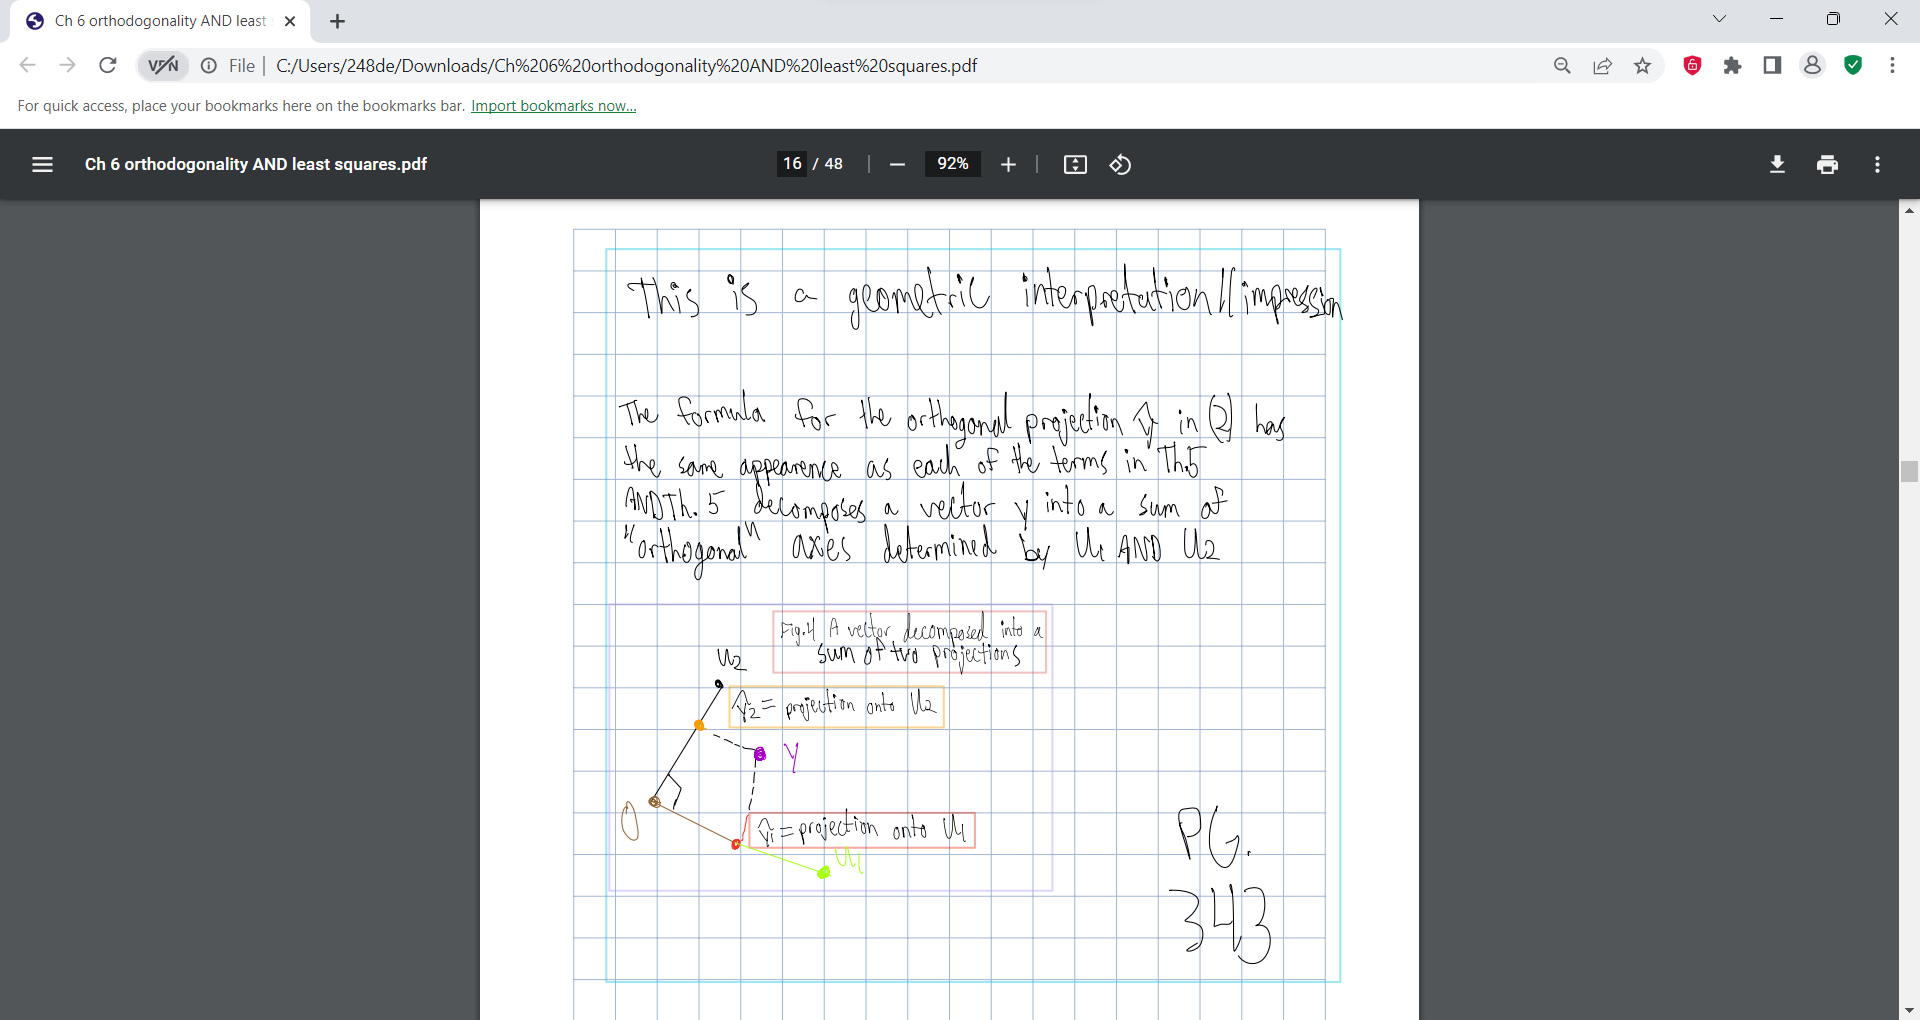 Ch 6 orthodogonality AND least
VPN
File
C:/Users/248de/Downloads/Ch%206%20orthodogonality%20AND%20least%20squares.pdf
For quick access, place your bookmarks here on the bookmarks bar. Import bookmarks now...
Ch 6 orthodogonality AND least squares.pdf
16 / 48
92%
This is a geometric interpretation//impression
The formula for the orthogonal projection ŷ in (2) has
the same appearence as each of the terms in Th.5
AND Th. 5 decomposes a vector y into a sum of
"orthogonal" axes determined by U1 AND U2
Fig.4 A vector decomposed into a
sum of two projections
U2
ŷ2 = projection onto U2
y
0
ŷ1 = projection onto U1
U1
PG.
343